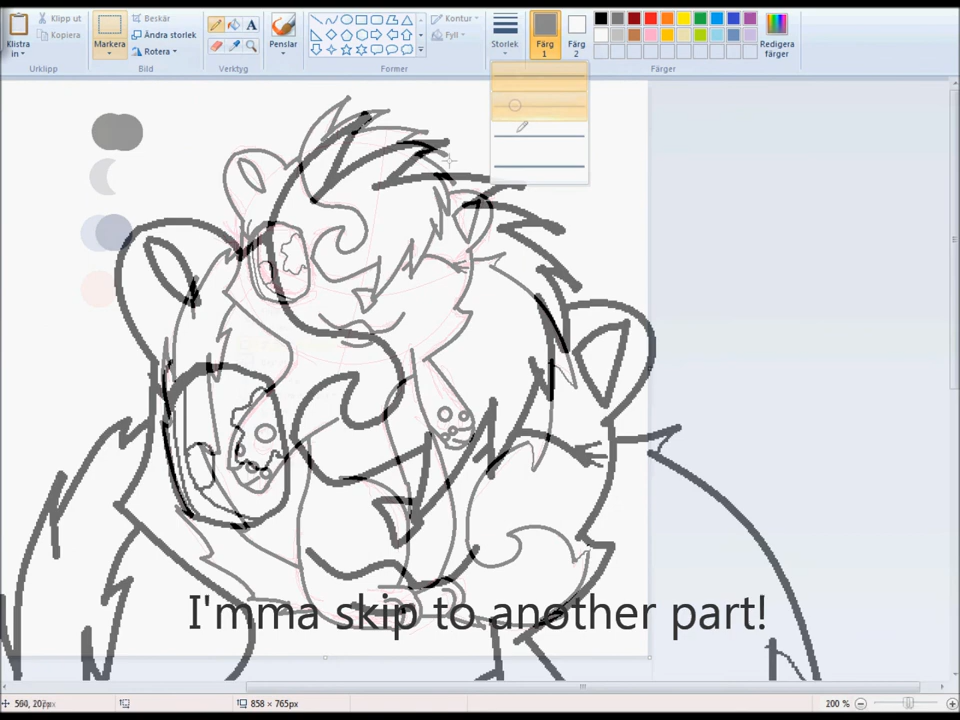 Klistra in
Klipp ut
Kopiera
Urklipp
Markera
Beskär
Ändra storlek
Rotera
Bild
Verktyg
Penslar
Former
Kontur
Fyll
Storlek
Färg 1
Färg 2
Redigera färger
Färger
I'mma skip to another part!
858 × 765px
200 %